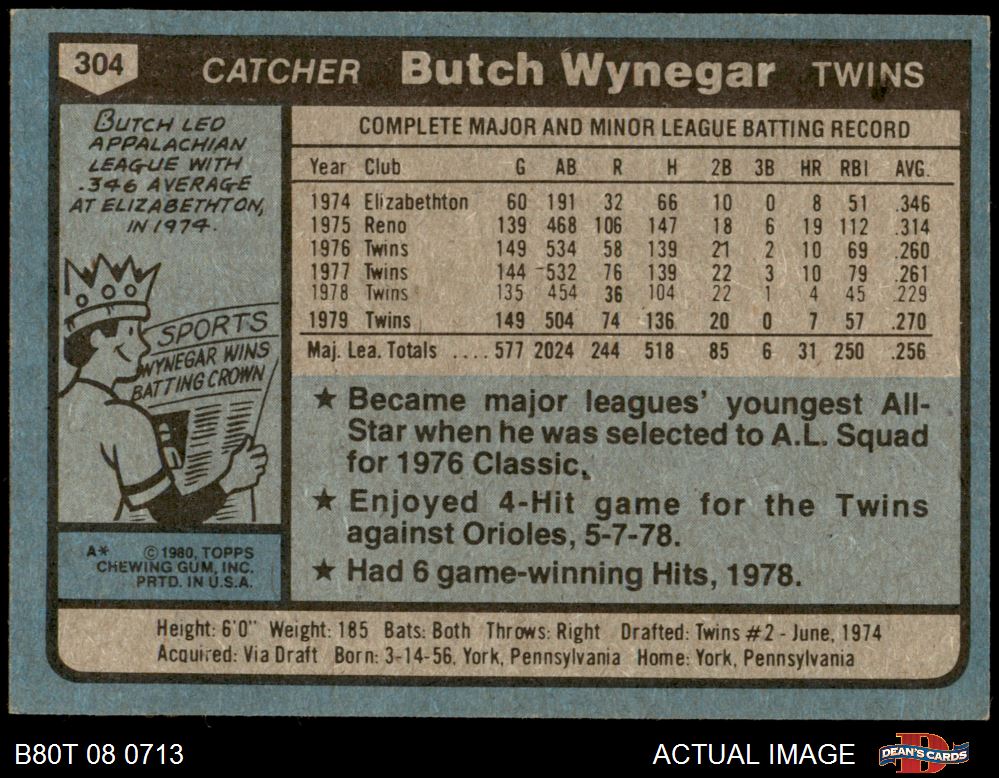 304 CATCHER Butch Wynegar TWINS
BUTCH LED
APPALACHIAN
LEAGUE WITH
.346 AVERAGE
AT ELIZABETHTON,
IN 1974.
SPORTS
WYNEGAR WINS
BATTING CROWN
A* ©1980, TOPPS
CHEWING GUM, INC.
PRTD. IN U.S.A.
COMPLETE MAJOR AND MINOR LEAGUE BATTING RECORD
Year Club G AB R H 2B 3B HR RBI AVG.
1974 Elizabethton 60 191 32 66 10 0 8 51 .346
1975 Reno 139 468 106 147 18 6 19 112 .314
1976 Twins 149 534 58 139 21 2 10 69 .260
1977 Twins 144 532 76 139 22 3 10 79 .261
1978 Twins 135 454 36 104 22 1 4 45 .229
1979 Twins 149 504 74 136 20 0 7 57 .270
Maj. Lea. Totals .... 577 2024 244 518 85 6 31 250 .256
★ Became major leagues' youngest All-
Star when he was selected to A.L. Squad
for 1976 Classic.
★ Enjoyed 4-Hit game for the Twins
against Orioles, 5-7-78.
★ Had 6 game-winning Hits, 1978.
Height: 6'0" Weight: 185 Bats: Both Throws: Right Drafted: Twins #2 - June, 1974
Acquired: Via Draft Born: 3-14-56, York, Pennsylvania Home: York, Pennsylvania
B80T 08 0713 ACTUAL IMAGE DEAN'S CARDS